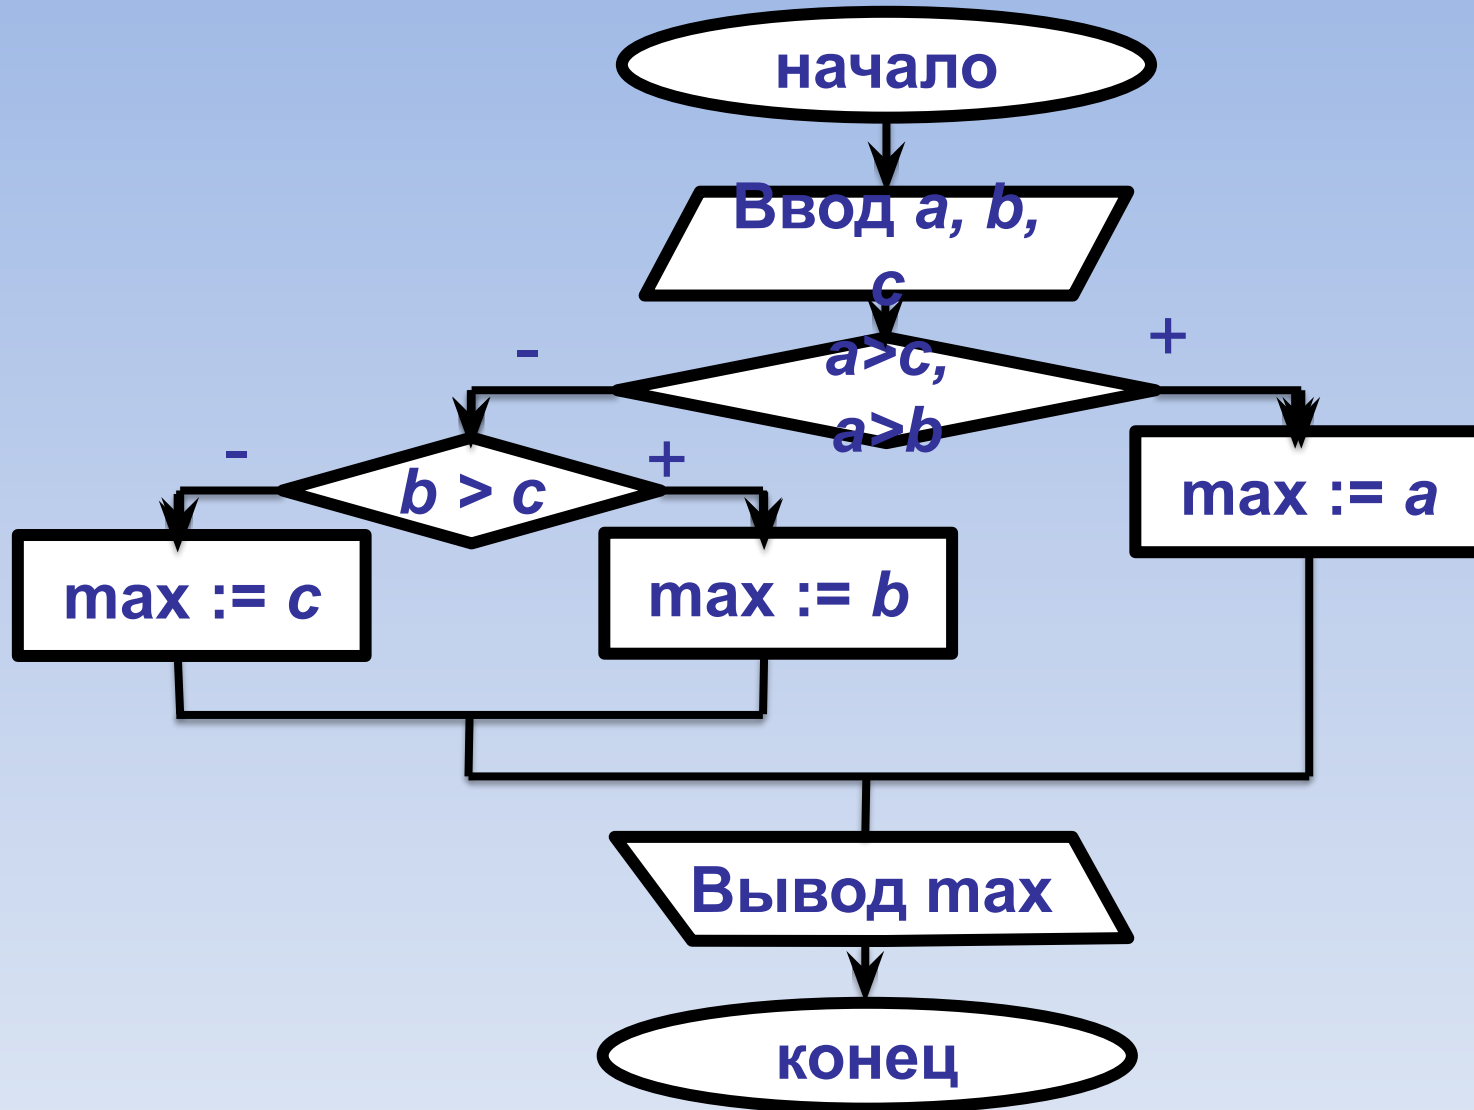 начало
Ввод a, b,
c
a>c,
a>b
-
+
b > c
-
+
max := a
max := c
max := b
Вывод max
конец